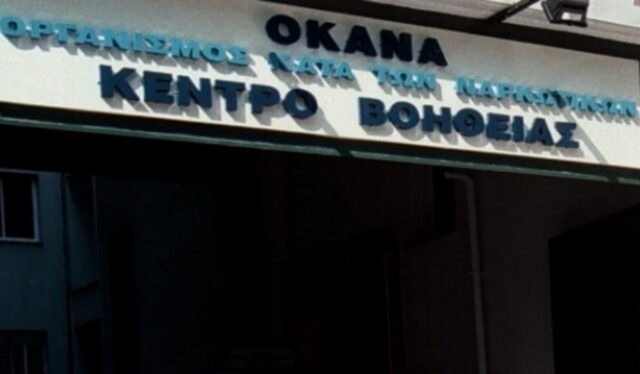 ΟΚΑΝΑ
ΟΡΓΑΝΙΣΜΟΣ ΚΑΤΑ ΤΩΝ ΝΑΡΚΩΤΙΚΩΝ
ΚΕΝΤΡΟ ΒΟΗΘΕΙΑΣ